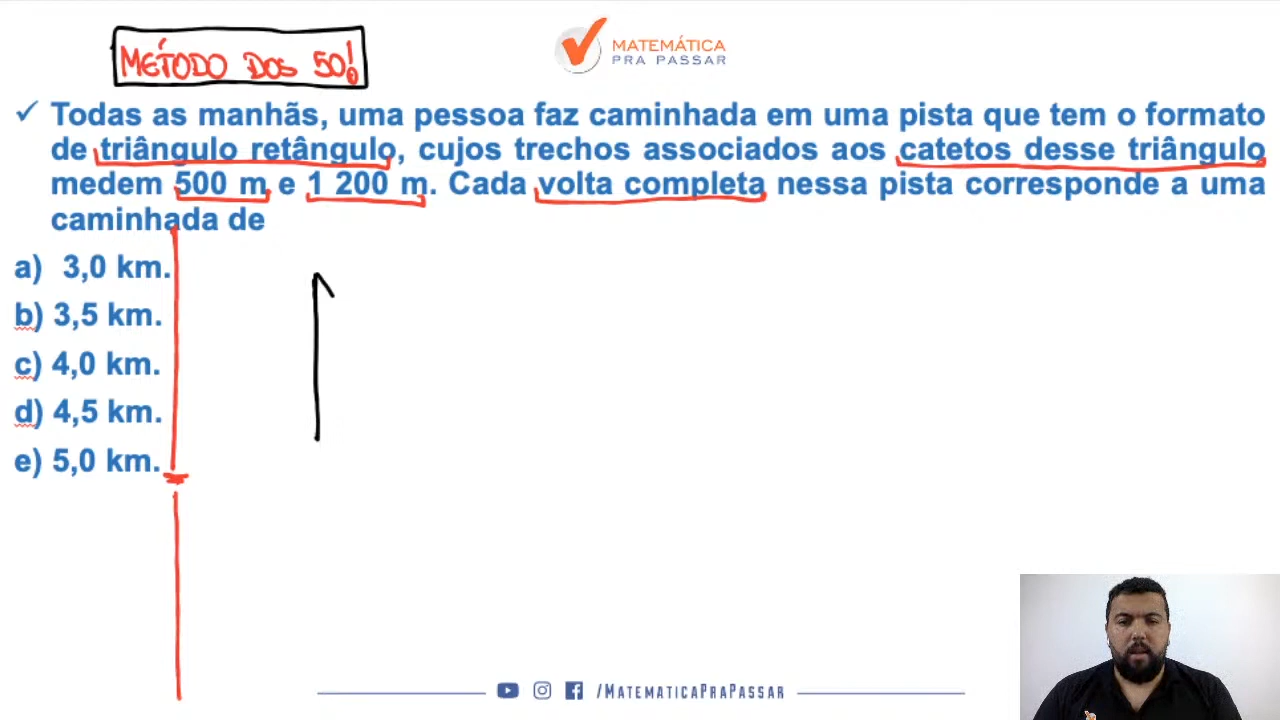 MÉTODO DOS 50!
MATEMÁTICA
PRA PASSAR
✓ Todas as manhãs, uma pessoa faz caminhada em uma pista que tem o formato
de triângulo retângulo, cujos trechos associados aos catetos desse triângulo
medem 500 m e 1 200 m. Cada volta completa nessa pista corresponde a uma
caminhada de
a) 3,0 km.
b) 3,5 km.
c) 4,0 km.
d) 4,5 km.
e) 5,0 km.
/MATEMATICAPRAPASSAR